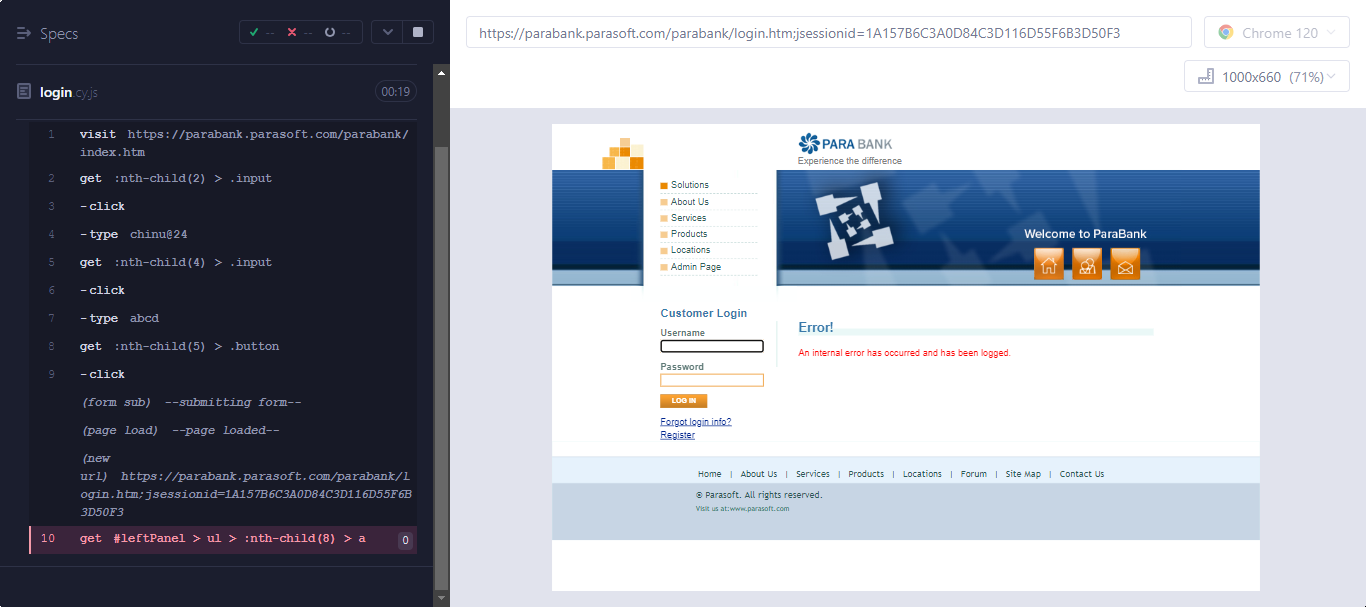 Specs
-- -- --
login.cy.js
00:19
1 visit https://parabank.parasoft.com/parabank/
index.htm
2 get :nth-child(2) > .input
3 -click
4 -type chinu@24
5 get :nth-child(4) > .input
6 -click
7 -type abcd
8 get :nth-child(5) > .button
9 -click
(form sub) --submitting form--
(page load) --page loaded--
(new
url) https://parabank.parasoft.com/parabank/l
ogin.htm;jsessionid=1A157B6C3A0D84C3D116D55F6B
3D50F3
10 get #leftPanel > ul > :nth-child(8) > a 0
https://parabank.parasoft.com/parabank/login.htm;jsessionid=1A157B6C3A0D84C3D116D55F6B3D50F3
Chrome 120
1000x660 (71%)
PARA BANK
Experience the difference
Solutions
About Us
Services
Products
Locations
Admin Page
Welcome to ParaBank
Customer Login
Username
Password
LOG IN
Forgot login info?
Register
Error!
An internal error has occurred and has been logged.
Home | About Us | Services | Products | Locations | Forum | Site Map | Contact Us
© Parasoft. All rights reserved.
Visit us at:www.parasoft.com